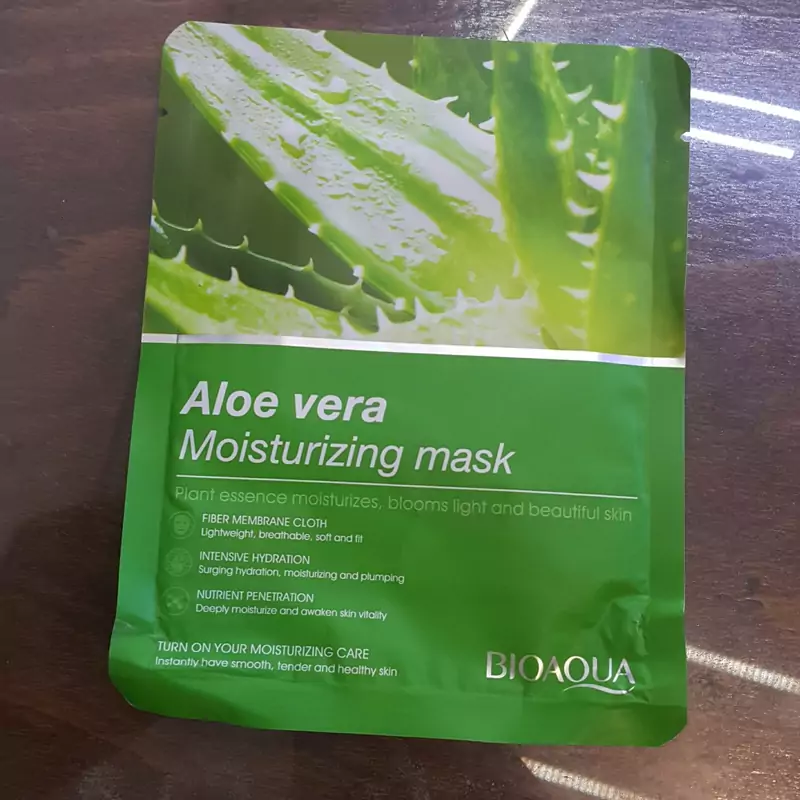 Aloe vera
Moisturizing mask
Plant essence moisturizes, blooms light and beautiful skin
FIBER MEMBRANE CLOTH
Lightweight, breathable, soft and fit
INTENSIVE HYDRATION
Surging hydration, moisturizing and plumping
NUTRIENT PENETRATION
Deeply moisturize and awaken skin vitality
TURN ON YOUR MOISTURIZING CARE
Instantly have smooth, tender and healthy skin
BIOAQUA